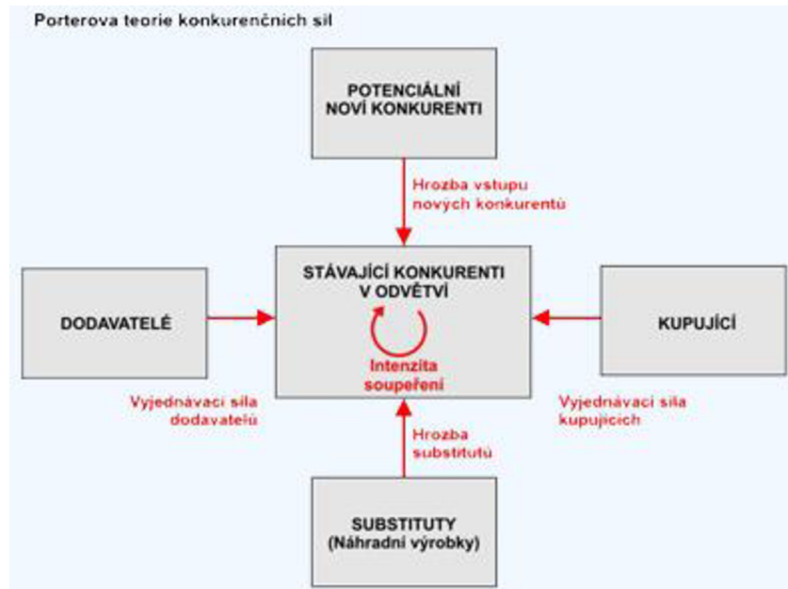 Porterova teorie konkurenčních sil
POTENCIÁLNÍ
NOVÍ KONKURENTI
Hrozba vstupu
nových konkurentů
STÁVAJÍCÍ KONKURENTI
V ODVĚTVÍ
Intenzita
soupeření
DODAVATELÉ
KUPUJÍCÍ
Vyjednávací síla
dodavatelů
Vyjednávací síla
kupujících
Hrozba
substitutů
SUBSTITUTY
(Náhradní výrobky)